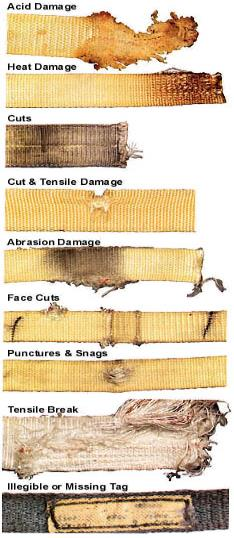 Acid Damage
Heat Damage
Cuts
Cut & Tensile Damage
Abrasion Damage
Face Cuts
Punctures & Snags
Tensile Break
Illegible or Missing Tag